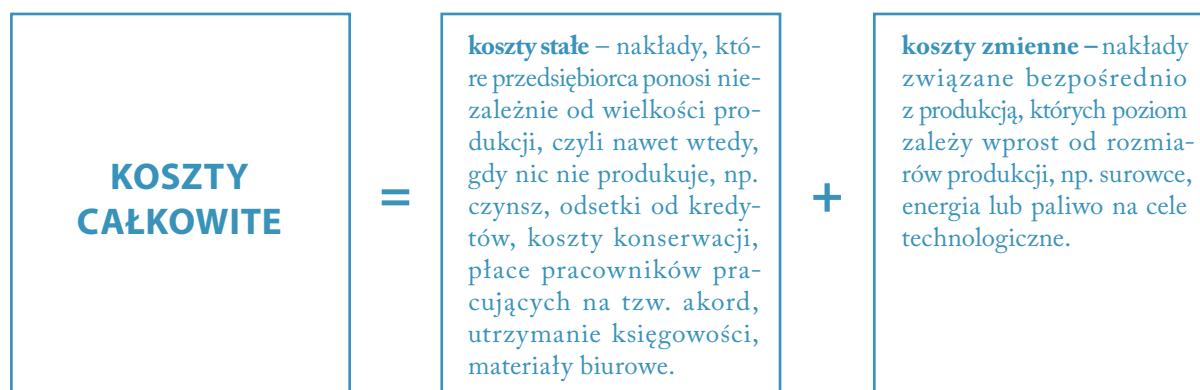 KOSZTY
CAŁKOWITE
=
koszty stałe – nakłady, któ-
re przedsiębiorca ponosi nie-
zależnie od wielkości pro-
dukcji, czyli nawet wtedy,
gdy nic nie produkuje, np.
czynsz, odsetki od kredy-
tów, koszty konserwacji,
płace pracowników pra-
cujących na tzw. akord,
utrzymanie księgowości,
materiały biurowe.
+
koszty zmienne – nakłady
związane bezpośrednio
z produkcją, których poziom
zależy wprost od rozmia-
rów produkcji, np. surowce,
energia lub paliwo na cele
technologiczne.